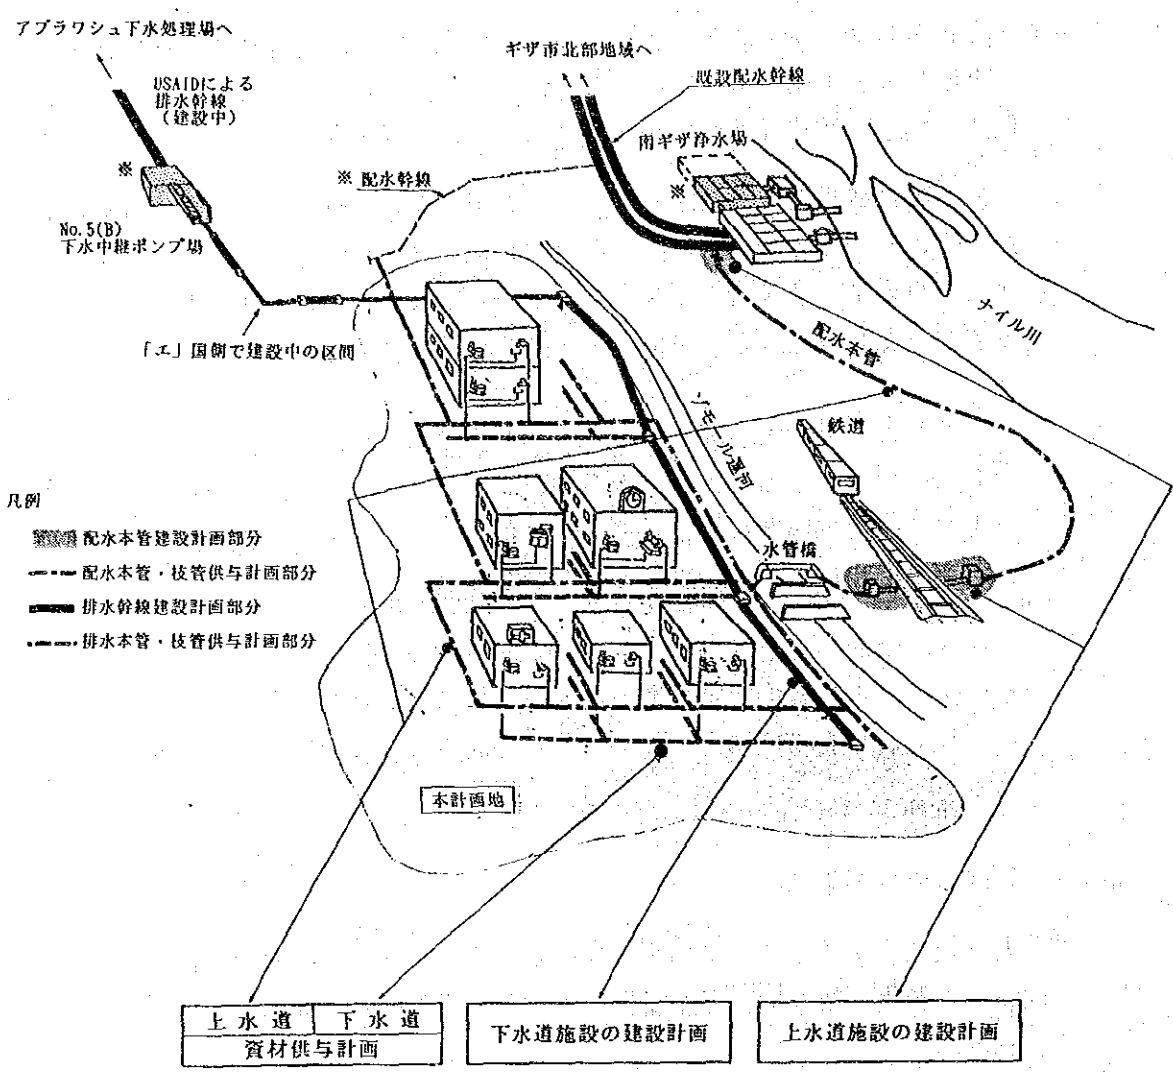 アブラワシュ下水処理場へ
USAIDによる
排水幹線
(建設中)
※
No.5(B)
下水中継ポンプ場
「エ」国側で建設中の区間
※ 配水幹線
ギザ市北部地域へ
既設配水幹線
南ギザ浄水場
※
ナイル川
配水本管
ソモール運河
鉄道
水管橋
凡例
配水本管建設計画部分
配水本管・枝管供与計画部分
排水幹線建設計画部分
排水本管・枝管供与計画部分
本計画地
上水道 下水道
資材供与計画
下水道施設の建設計画
上水道施設の建設計画